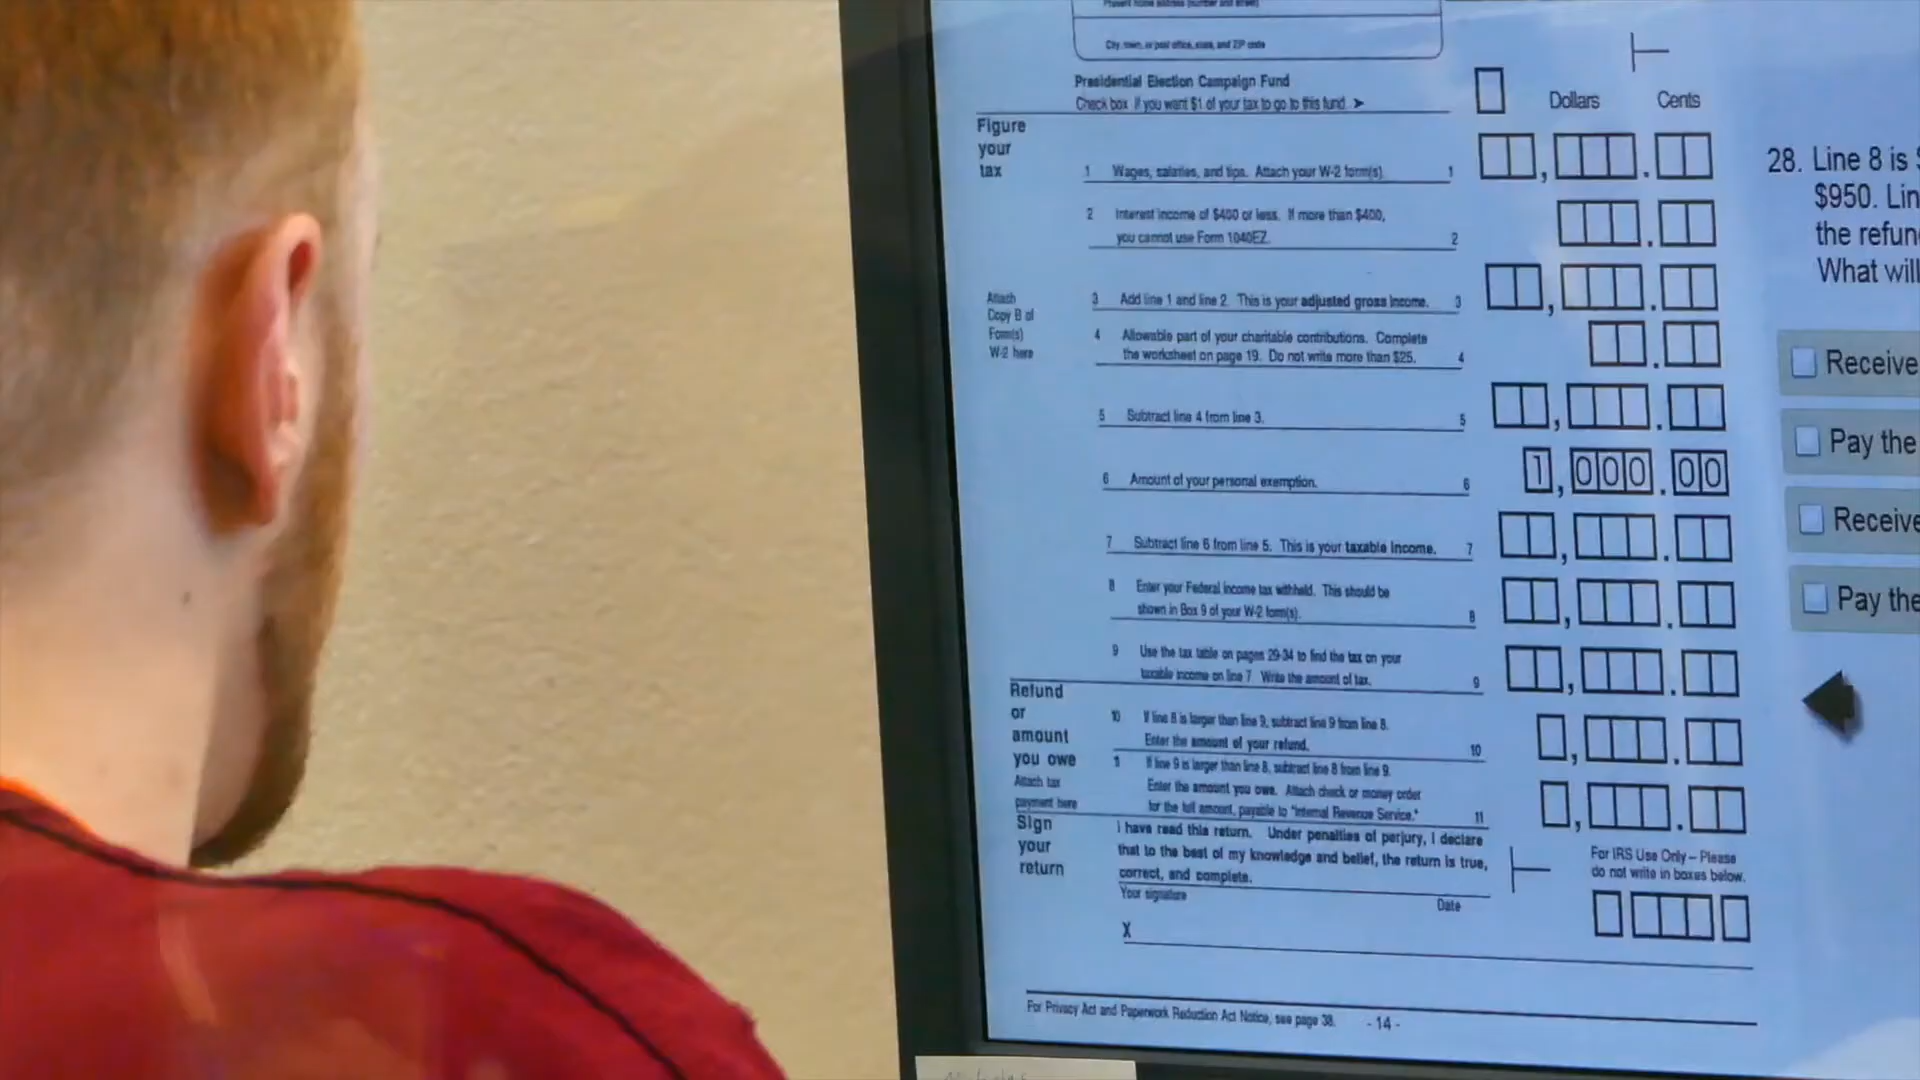 Present home address (number and street)
City, town, or post office, state, and ZIP code
Presidential Election Campaign Fund
Check box if you want $1 of your tax to go to this fund. ➤
Dollars Cents
Figure
your
tax
1 Wages, salaries, and tips. Attach your W-2 form(s). 1
2 Interest income of $400 or less. If more than $400,
you cannot use Form 1040EZ. 2
Attach
Copy B of
Form(s)
W-2 here
3 Add line 1 and line 2. This is your adjusted gross income. 3
4 Allowable part of your charitable contributions. Complete
the worksheet on page 19. Do not write more than $25. 4
5 Subtract line 4 from line 3. 5
6 Amount of your personal exemption. 6 1,000.00
7 Subtract line 6 from line 5. This is your taxable income. 7
8 Enter your Federal income tax withheld. This should be
shown in Box 9 of your W-2 form(s). 8
9 Use the tax table on pages 29-34 to find the tax on your
taxable income on line 7 Write the amount of tax. 9
Refund
or
amount
you owe
Attach tax
payment here
10 If line 8 is larger than line 9, subtract line 9 from line 8.
Enter the amount of your refund. 10
1 If line 9 is larger than line 8, subtract line 8 from line 9.
Enter the amount you owe. Attach check or money order
for the full amount, payable to "Internal Revenue Service." 11
Sign
your
return
I have read this return. Under penalties of perjury, I declare
that to the best of my knowledge and belief, the return is true,
correct, and complete.
Your signature Date
X
For IRS Use Only – Please
do not write in boxes below.
For Privacy Act and Paperwork Reduction Act Notice, see page 38. - 14 -
28. Line 8 is
$950. Lin
the refun
What will
Receive
Pay the
Receive
Pay the